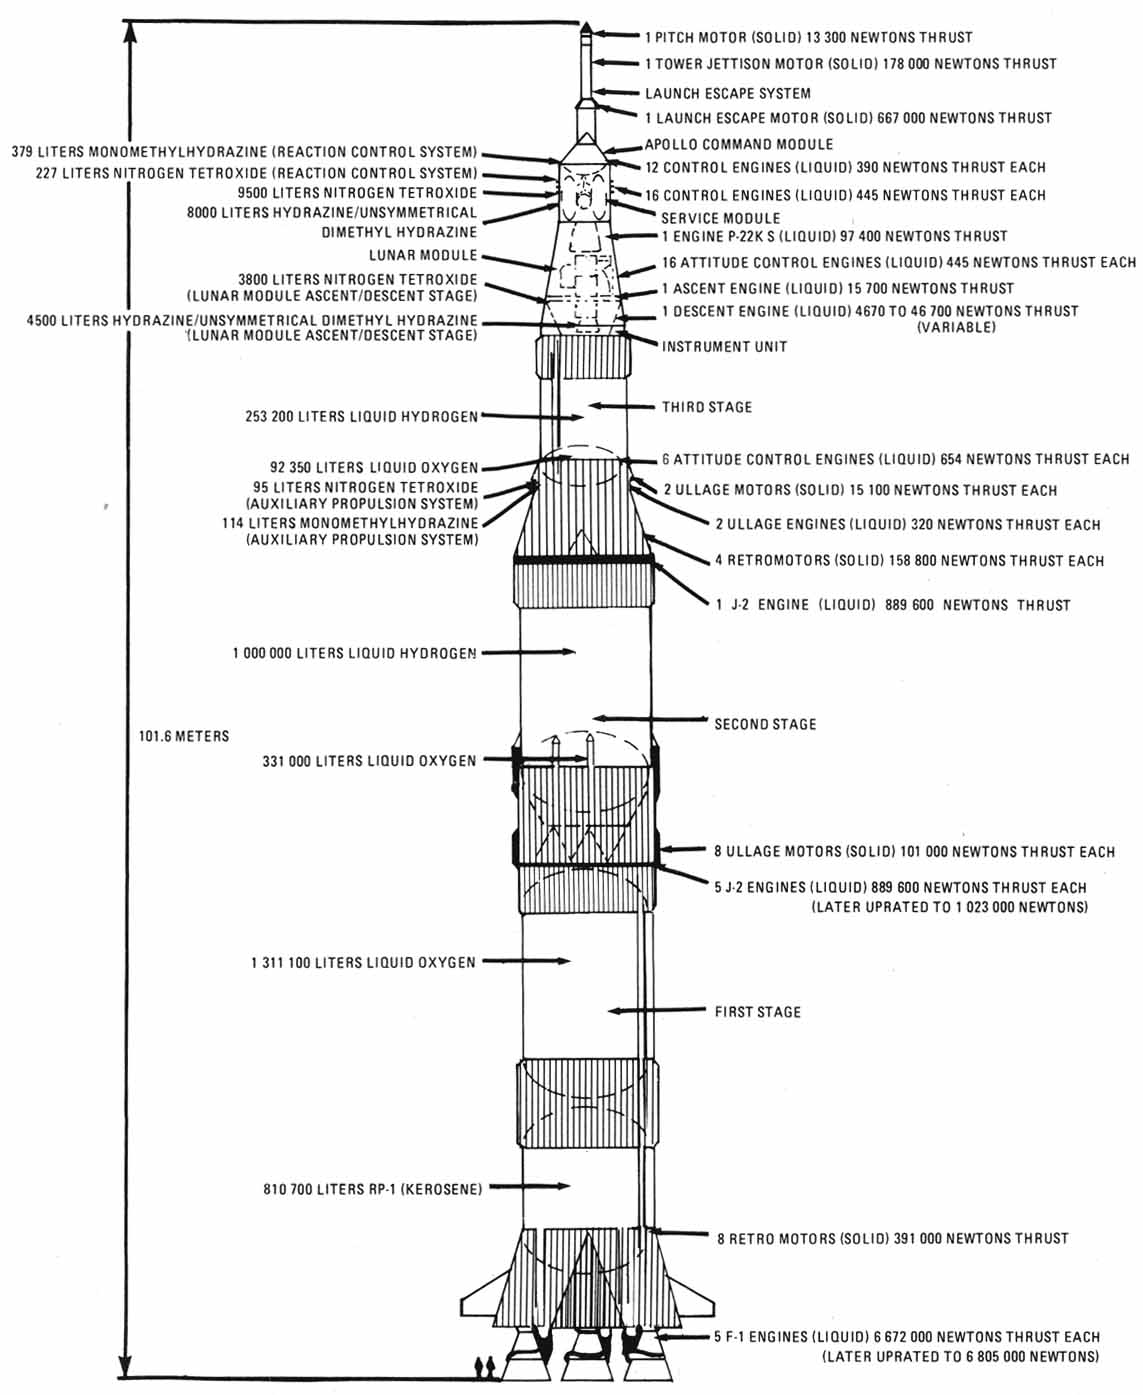 1 PITCH MOTOR (SOLID) 13 300 NEWTONS THRUST
1 TOWER JETTISON MOTOR (SOLID) 178 000 NEWTONS THRUST
LAUNCH ESCAPE SYSTEM
1 LAUNCH ESCAPE MOTOR (SOLID) 667 000 NEWTONS THRUST
APOLLO COMMAND MODULE
379 LITERS MONOMETHYLHYDRAZINE (REACTION CONTROL SYSTEM)
12 CONTROL ENGINES (LIQUID) 390 NEWTONS THRUST EACH
227 LITERS NITROGEN TETROXIDE (REACTION CONTROL SYSTEM)
9500 LITERS NITROGEN TETROXIDE
16 CONTROL ENGINES (LIQUID) 445 NEWTONS THRUST EACH
8000 LITERS HYDRAZINE/UNSYMMETRICAL
DIMETHYL HYDRAZINE
SERVICE MODULE
1 ENGINE P-22K S (LIQUID) 97 400 NEWTONS THRUST
LUNAR MODULE
16 ATTITUDE CONTROL ENGINES (LIQUID) 445 NEWTONS THRUST EACH
3800 LITERS NITROGEN TETROXIDE
(LUNAR MODULE ASCENT/DESCENT STAGE)
1 ASCENT ENGINE (LIQUID) 15 700 NEWTONS THRUST
4500 LITERS HYDRAZINE/UNSYMMETRICAL DIMETHYL HYDRAZINE
(LUNAR MODULE ASCENT/DESCENT STAGE)
1 DESCENT ENGINE (LIQUID) 4670 TO 46 700 NEWTONS THRUST
(VARIABLE)
INSTRUMENT UNIT
THIRD STAGE
253 200 LITERS LIQUID HYDROGEN
92 350 LITERS LIQUID OXYGEN
6 ATTITUDE CONTROL ENGINES (LIQUID) 654 NEWTONS THRUST EACH
95 LITERS NITROGEN TETROXIDE
(AUXILIARY PROPULSION SYSTEM)
2 ULLAGE MOTORS (SOLID) 15 100 NEWTONS THRUST EACH
114 LITERS MONOMETHYLHYDRAZINE
(AUXILIARY PROPULSION SYSTEM)
2 ULLAGE ENGINES (LIQUID) 320 NEWTONS THRUST EACH
4 RETROMOTORS (SOLID) 158 800 NEWTONS THRUST EACH
1 J-2 ENGINE (LIQUID) 889 600 NEWTONS THRUST
1 000 000 LITERS LIQUID HYDROGEN
SECOND STAGE
101.6 METERS
331 000 LITERS LIQUID OXYGEN
8 ULLAGE MOTORS (SOLID) 101 000 NEWTONS THRUST EACH
5 J-2 ENGINES (LIQUID) 889 600 NEWTONS THRUST EACH
(LATER UPRATED TO 1 023 000 NEWTONS)
1 311 100 LITERS LIQUID OXYGEN
FIRST STAGE
810 700 LITERS RP-1 (KEROSENE)
8 RETRO MOTORS (SOLID) 391 000 NEWTONS THRUST
5 F-1 ENGINES (LIQUID) 6 672 000 NEWTONS THRUST EACH
(LATER UPRATED TO 6 805 000 NEWTONS)